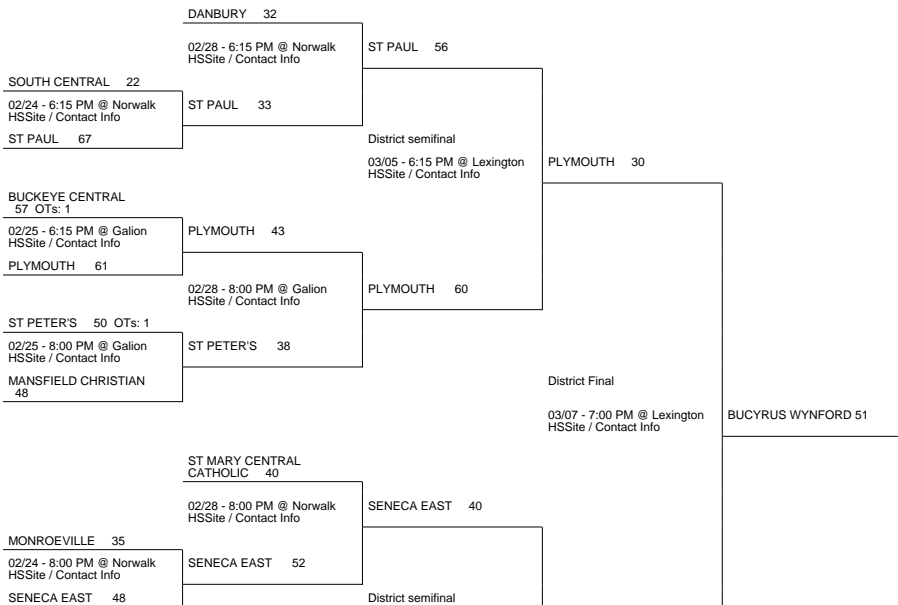 DANBURY 32
02/28 - 6:15 PM @ Norwalk
HSSite / Contact Info
ST PAUL 56
SOUTH CENTRAL 22
02/24 - 6:15 PM @ Norwalk
HSSite / Contact Info
ST PAUL 33
ST PAUL 67
District semifinal
03/05 - 6:15 PM @ Lexington
HSSite / Contact Info
PLYMOUTH 30
BUCKEYE CENTRAL
57 OTs: 1
02/25 - 6:15 PM @ Galion
HSSite / Contact Info
PLYMOUTH 43
PLYMOUTH 61
02/28 - 8:00 PM @ Galion
HSSite / Contact Info
PLYMOUTH 60
ST PETER'S 50 OTs: 1
02/25 - 8:00 PM @ Galion
HSSite / Contact Info
ST PETER'S 38
MANSFIELD CHRISTIAN
48
District Final
03/07 - 7:00 PM @ Lexington
HSSite / Contact Info
BUCYRUS WYNFORD 51
ST MARY CENTRAL
CATHOLIC 40
02/28 - 8:00 PM @ Norwalk
HSSite / Contact Info
SENECA EAST 40
MONROEVILLE 35
02/24 - 8:00 PM @ Norwalk
HSSite / Contact Info
SENECA EAST 52
SENECA EAST 48
District semifinal